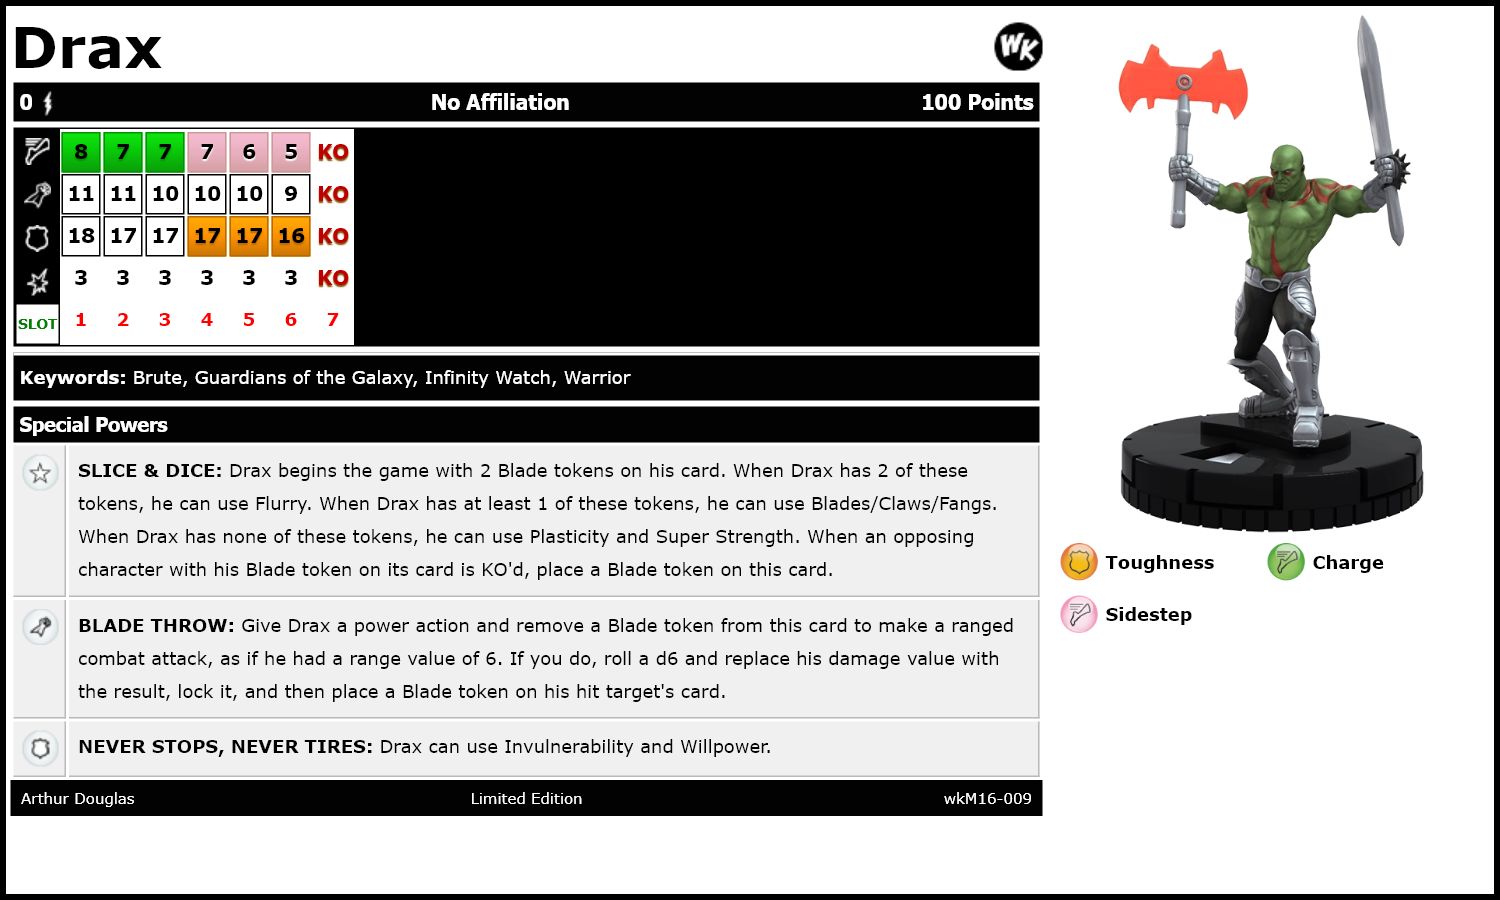 Drax
WK
0 No Affiliation 100 Points
8 7 7 7 6 5 KO
11 11 10 10 10 9 KO
18 17 17 17 17 16 KO
3 3 3 3 3 3 KO
SLOT 1 2 3 4 5 6 7
Keywords: Brute, Guardians of the Galaxy, Infinity Watch, Warrior
Special Powers
SLICE & DICE: Drax begins the game with 2 Blade tokens on his card. When Drax has 2 of these
tokens, he can use Flurry. When Drax has at least 1 of these tokens, he can use Blades/Claws/Fangs.
When Drax has none of these tokens, he can use Plasticity and Super Strength. When an opposing
character with his Blade token on its card is KO'd, place a Blade token on this card.
BLADE THROW: Give Drax a power action and remove a Blade token from this card to make a ranged
combat attack, as if he had a range value of 6. If you do, roll a d6 and replace his damage value with
the result, lock it, and then place a Blade token on his hit target's card.
NEVER STOPS, NEVER TIRES: Drax can use Invulnerability and Willpower.
Arthur Douglas Limited Edition wkM16-009
Toughness Charge
Sidestep